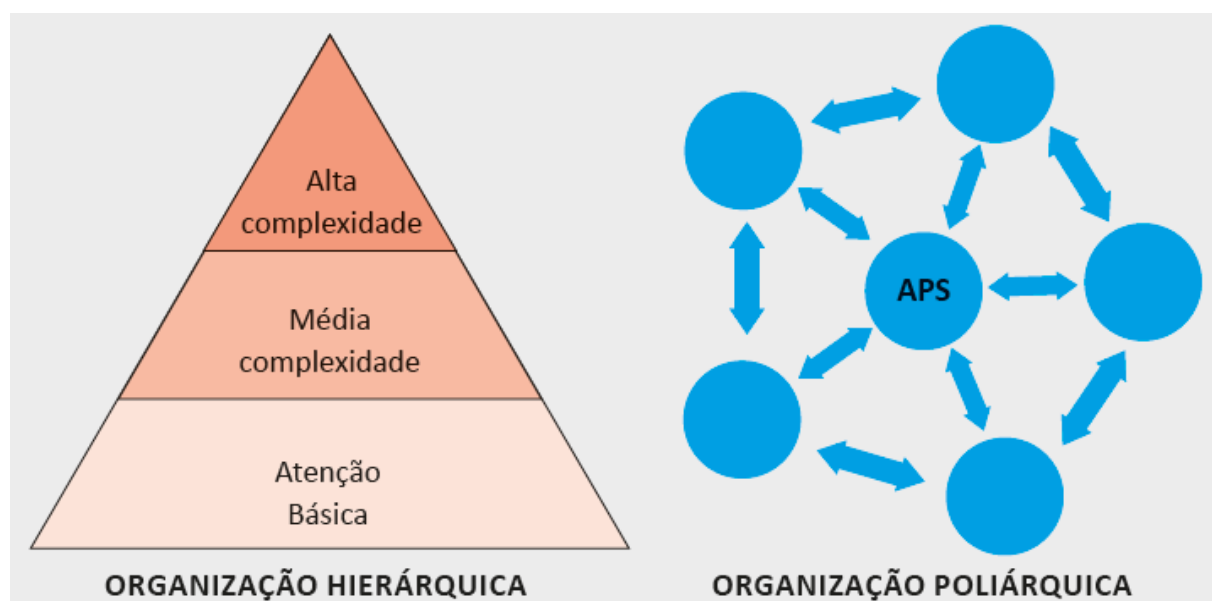 Alta
complexidade
Média
complexidade
Atenção
Básica
APS
ORGANIZAÇÃO HIERÁRQUICA
ORGANIZAÇÃO POLIÁRQUICA